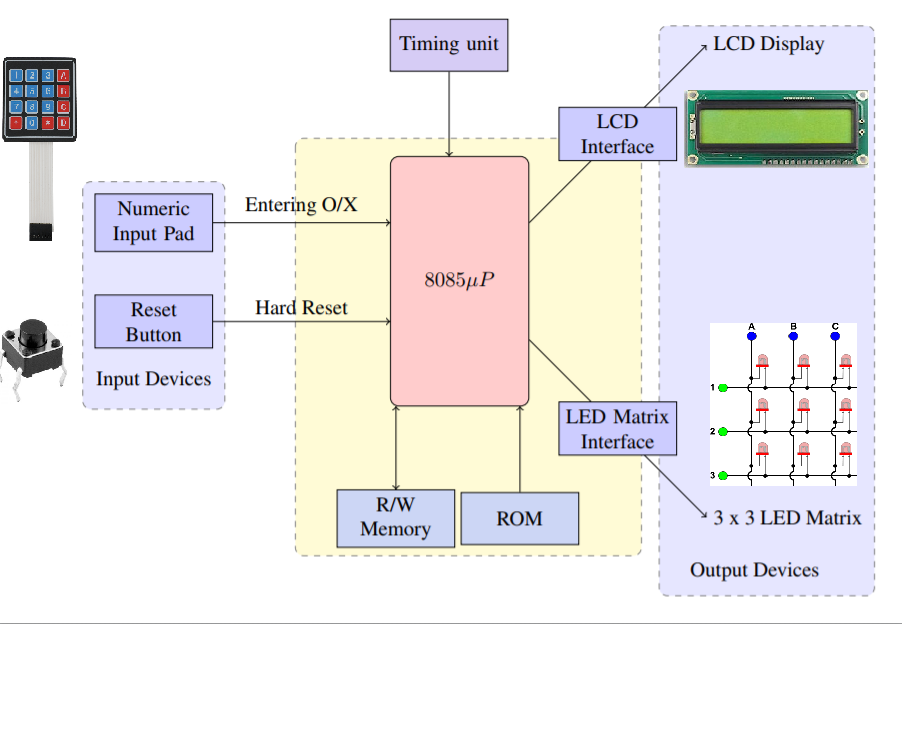 Timing unit
LCD Display
LCD
Interface
1 2 3 A
4 5 6 B
7 8 9 C
* 0 # D
Numeric
Input Pad
Entering O/X
8085μP
Reset
Button
Hard Reset
Input Devices
A B C
1
2
3
LED Matrix
Interface
R/W
Memory
ROM
3 x 3 LED Matrix
Output Devices